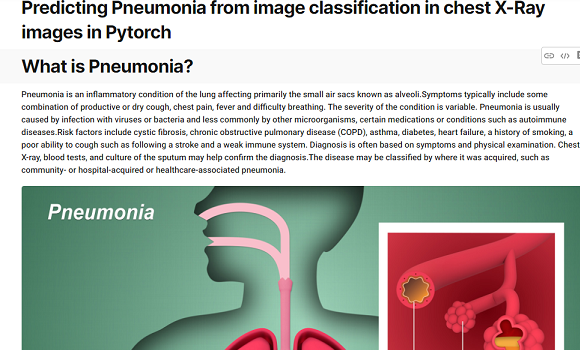 Predicting Pneumonia from image classification in chest X-Ray
images in Pytorch
What is Pneumonia?
Pneumonia is an inflammatory condition of the lung affecting primarily the small air sacs known as alveoli.Symptoms typically include some
combination of productive or dry cough, chest pain, fever and difficulty breathing. The severity of the condition is variable. Pneumonia is usually
caused by infection with viruses or bacteria and less commonly by other microorganisms, certain medications or conditions such as autoimmune
diseases.Risk factors include cystic fibrosis, chronic obstructive pulmonary disease (COPD), asthma, diabetes, heart failure, a history of smoking, a
poor ability to cough such as following a stroke and a weak immune system. Diagnosis is often based on symptoms and physical examination. Chest
X-ray, blood tests, and culture of the sputum may help confirm the diagnosis.The disease may be classified by where it was acquired, such as
community- or hospital-acquired or healthcare-associated pneumonia.
Pneumonia